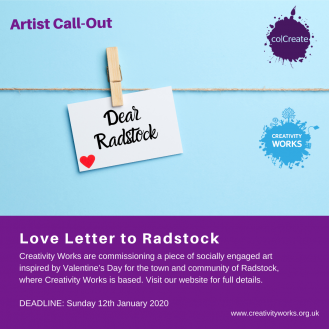 Artist Call-Out
colCreate
Dear
Radstock
CREATIVITY
WORKS
Love Letter to Radstock
Creativity Works are commissioning a piece of socially engaged art
inspired by Valentine's Day for the town and community of Radstock,
where Creativity Works is based. Visit our website for full details.
DEADLINE: Sunday 12th January 2020
www.creativityworks.org.uk